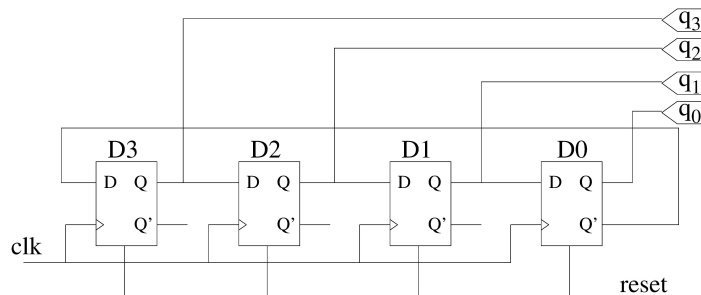 q3
q2
q1
q0
D3 D2 D1 D0
D Q D Q D Q D Q
Q' Q' Q' Q'
clk
reset